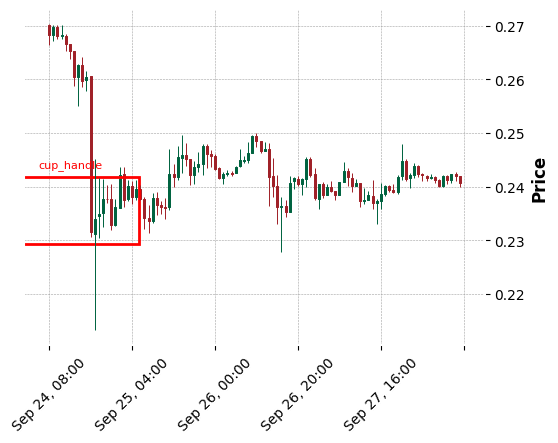 0.27
0.26
0.25
0.24
0.23
0.22
Price
cup_handle
Sep 24, 08:00
Sep 25, 04:00
Sep 26, 00:00
Sep 26, 20:00
Sep 27, 16:00